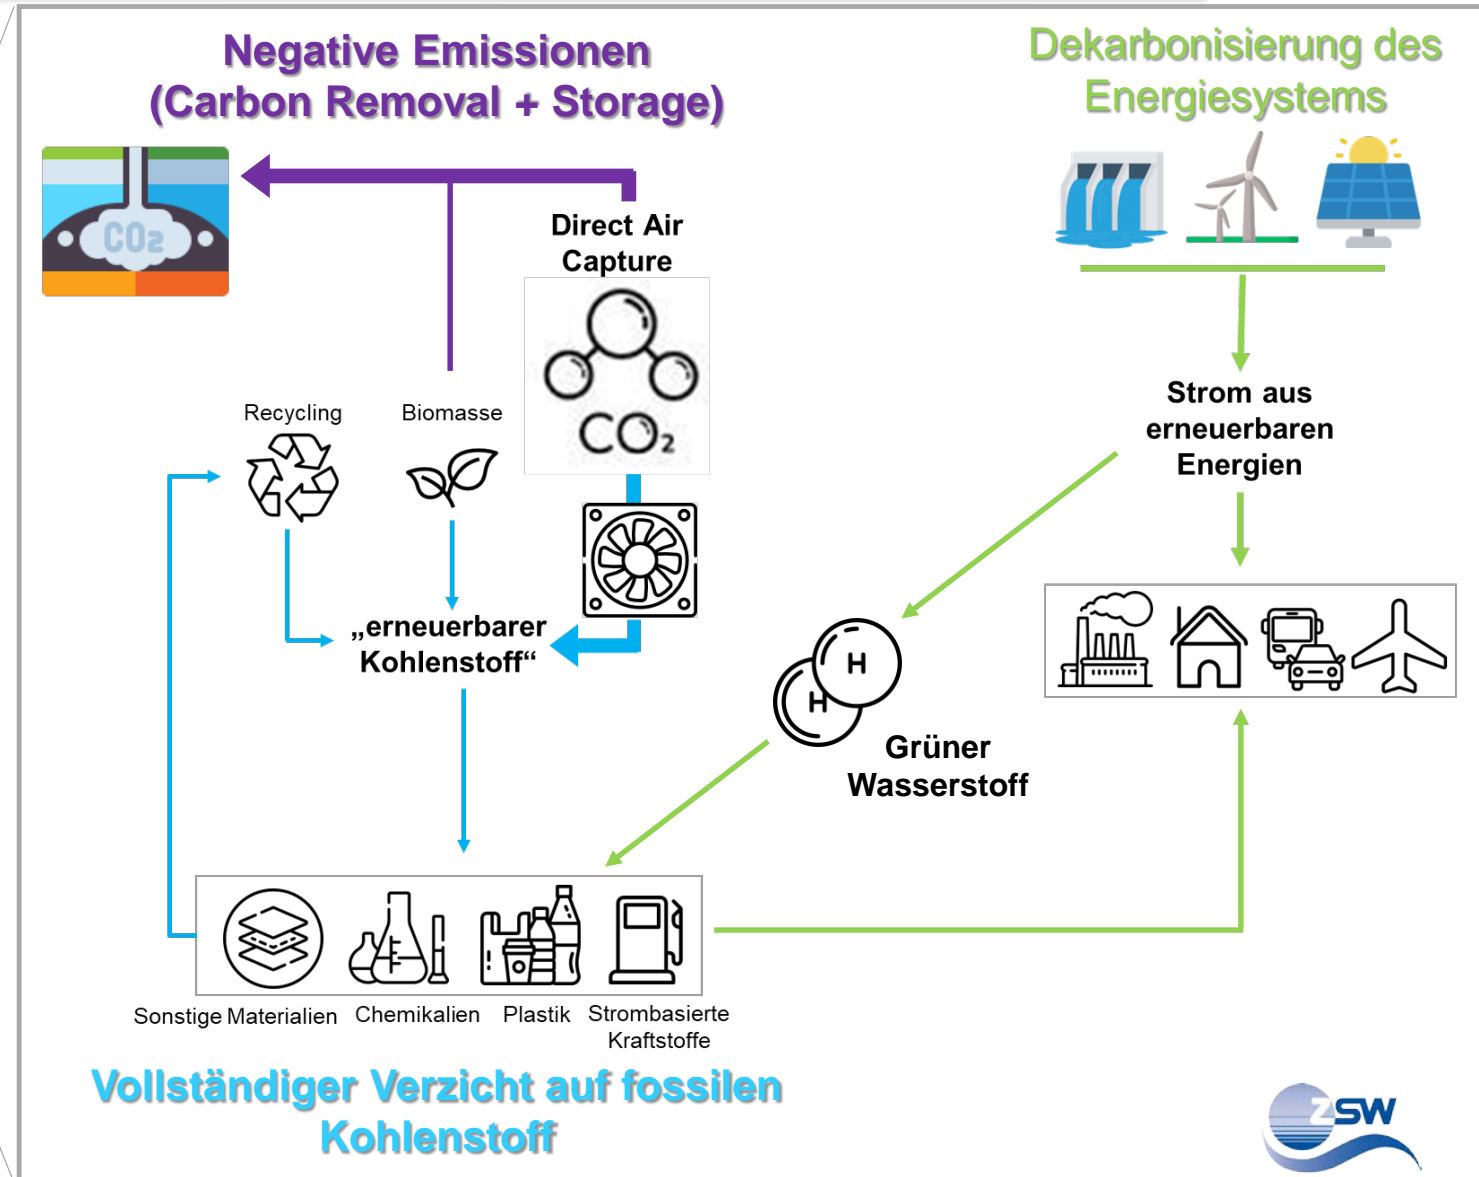 Negative Emissionen
(Carbon Removal + Storage)
Dekarbonisierung des
Energiesystems
CO2
Direct Air
Capture
CO₂
Recycling
Biomasse
Strom aus
erneuerbaren
Energien
„erneuerbarer
Kohlenstoff“
H
H
Grüner
Wasserstoff
Sonstige Materialien
Chemikalien
Plastik
Strombasierte
Kraftstoffe
Vollständiger Verzicht auf fossilen
Kohlenstoff
ZSW